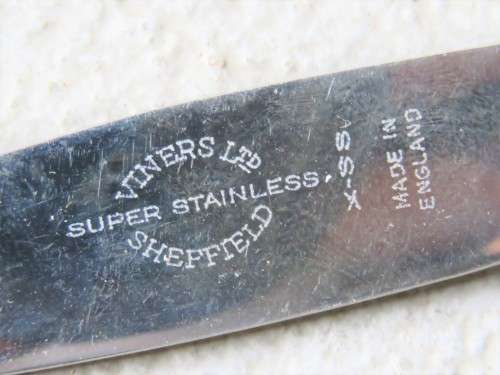 VINERS LTD
SUPER STAINLESS.
SHEFFIELD
X-SS
MADE IN
ENGLAND